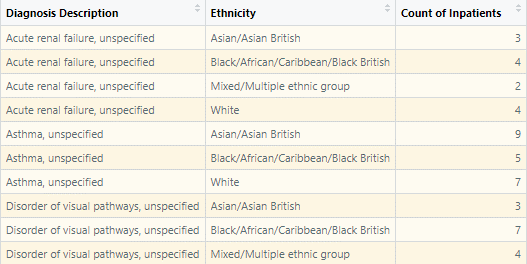 Diagnosis Description Ethnicity Count of Inpatients
Acute renal failure, unspecified Asian/Asian British 3
Acute renal failure, unspecified Black/African/Caribbean/Black British 4
Acute renal failure, unspecified Mixed/Multiple ethnic group 2
Acute renal failure, unspecified White 4
Asthma, unspecified Asian/Asian British 9
Asthma, unspecified Black/African/Caribbean/Black British 5
Asthma, unspecified White 7
Disorder of visual pathways, unspecified Asian/Asian British 3
Disorder of visual pathways, unspecified Black/African/Caribbean/Black British 7
Disorder of visual pathways, unspecified Mixed/Multiple ethnic group 4